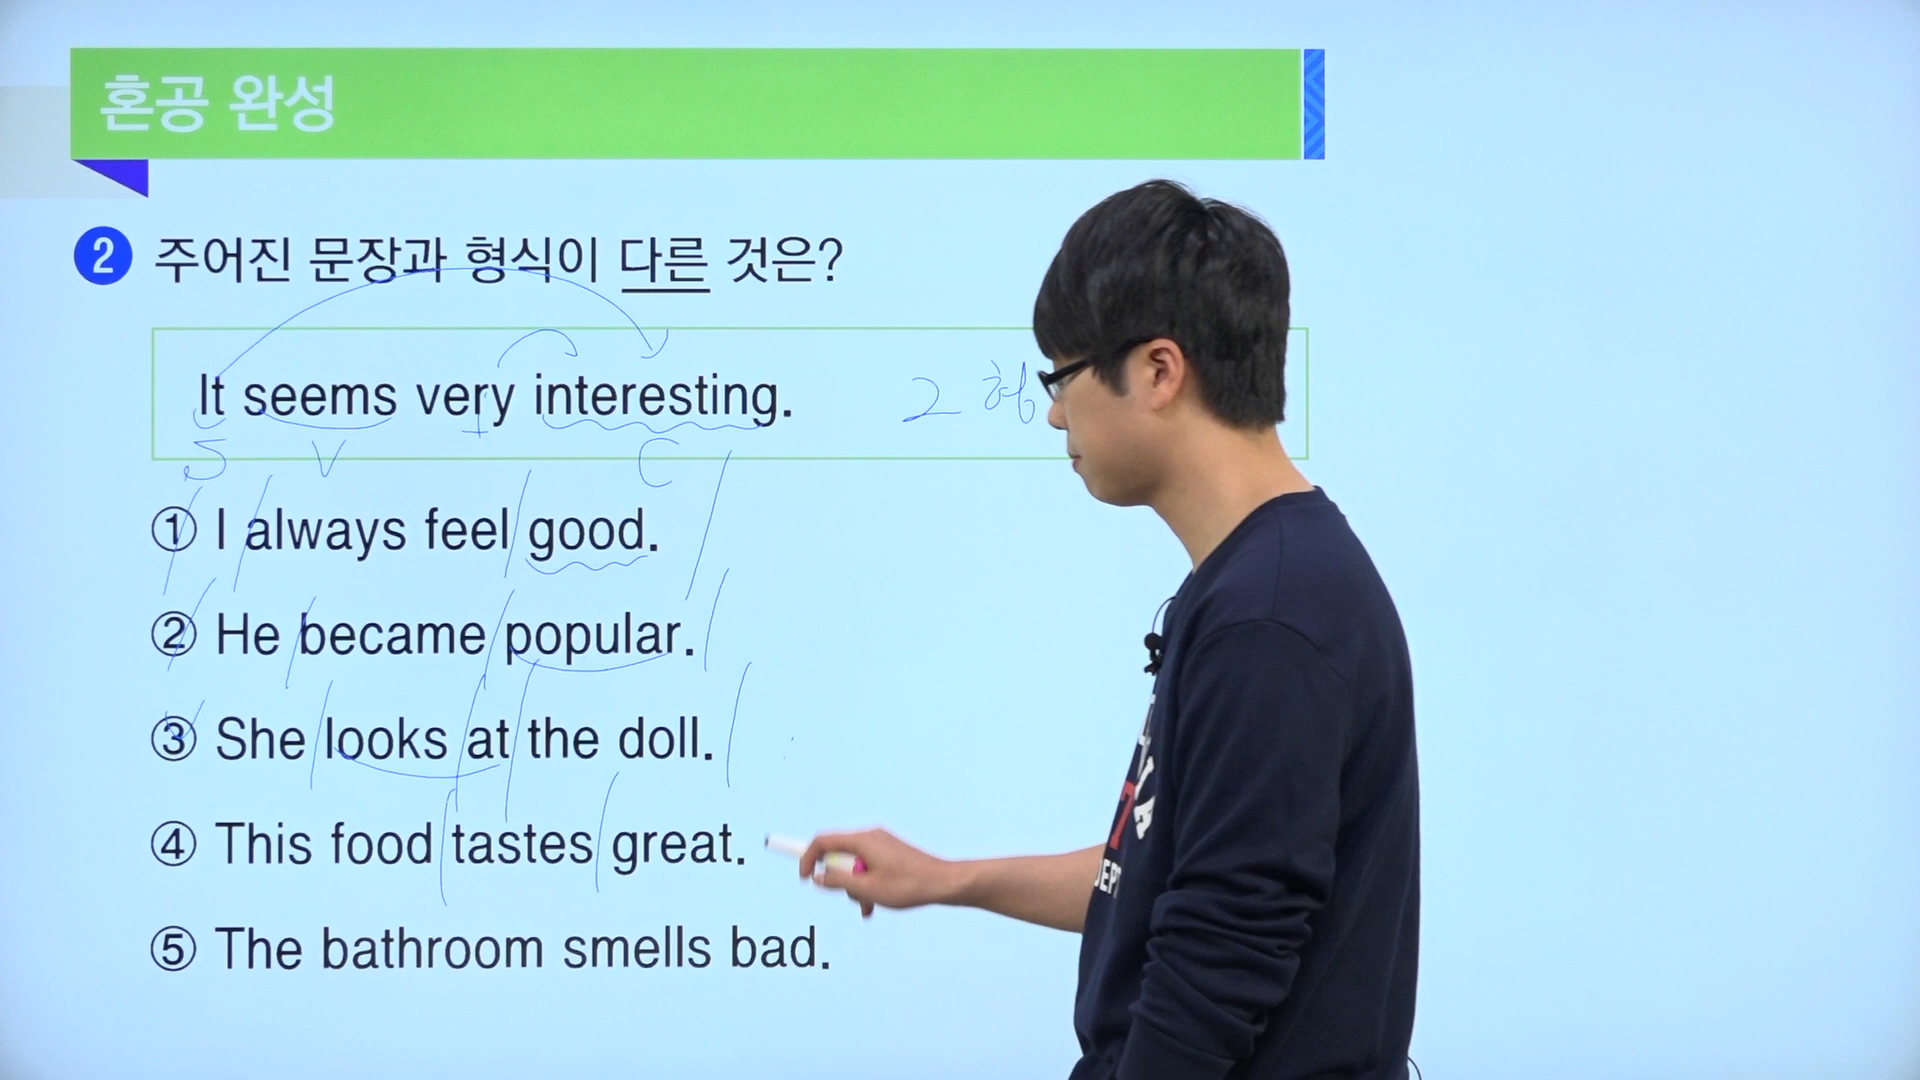 혼공 완성
2 주어진 문장과 형식이 다른 것은?
It seems very interesting. 2 형
S V C
① I always feel good.
② He became popular.
③ She looks at the doll.
④ This food tastes great.
⑤ The bathroom smells bad.